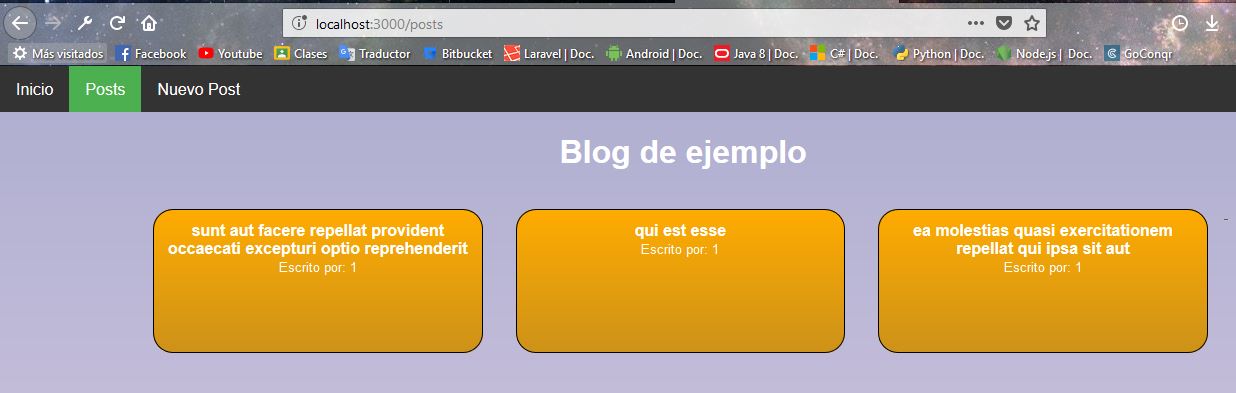 localhost:3000/posts
Más visitados Facebook Youtube Clases Traductor Bitbucket Laravel | Doc. Android | Doc. Java 8 | Doc. C# | Doc. Python | Doc. Node.js | Doc. GoConqr
Inicio Posts Nuevo Post
Blog de ejemplo
sunt aut facere repellat provident
occaecati excepturi optio reprehenderit
Escrito por: 1
qui est esse
Escrito por: 1
ea molestias quasi exercitationem
repellat qui ipsa sit aut
Escrito por: 1